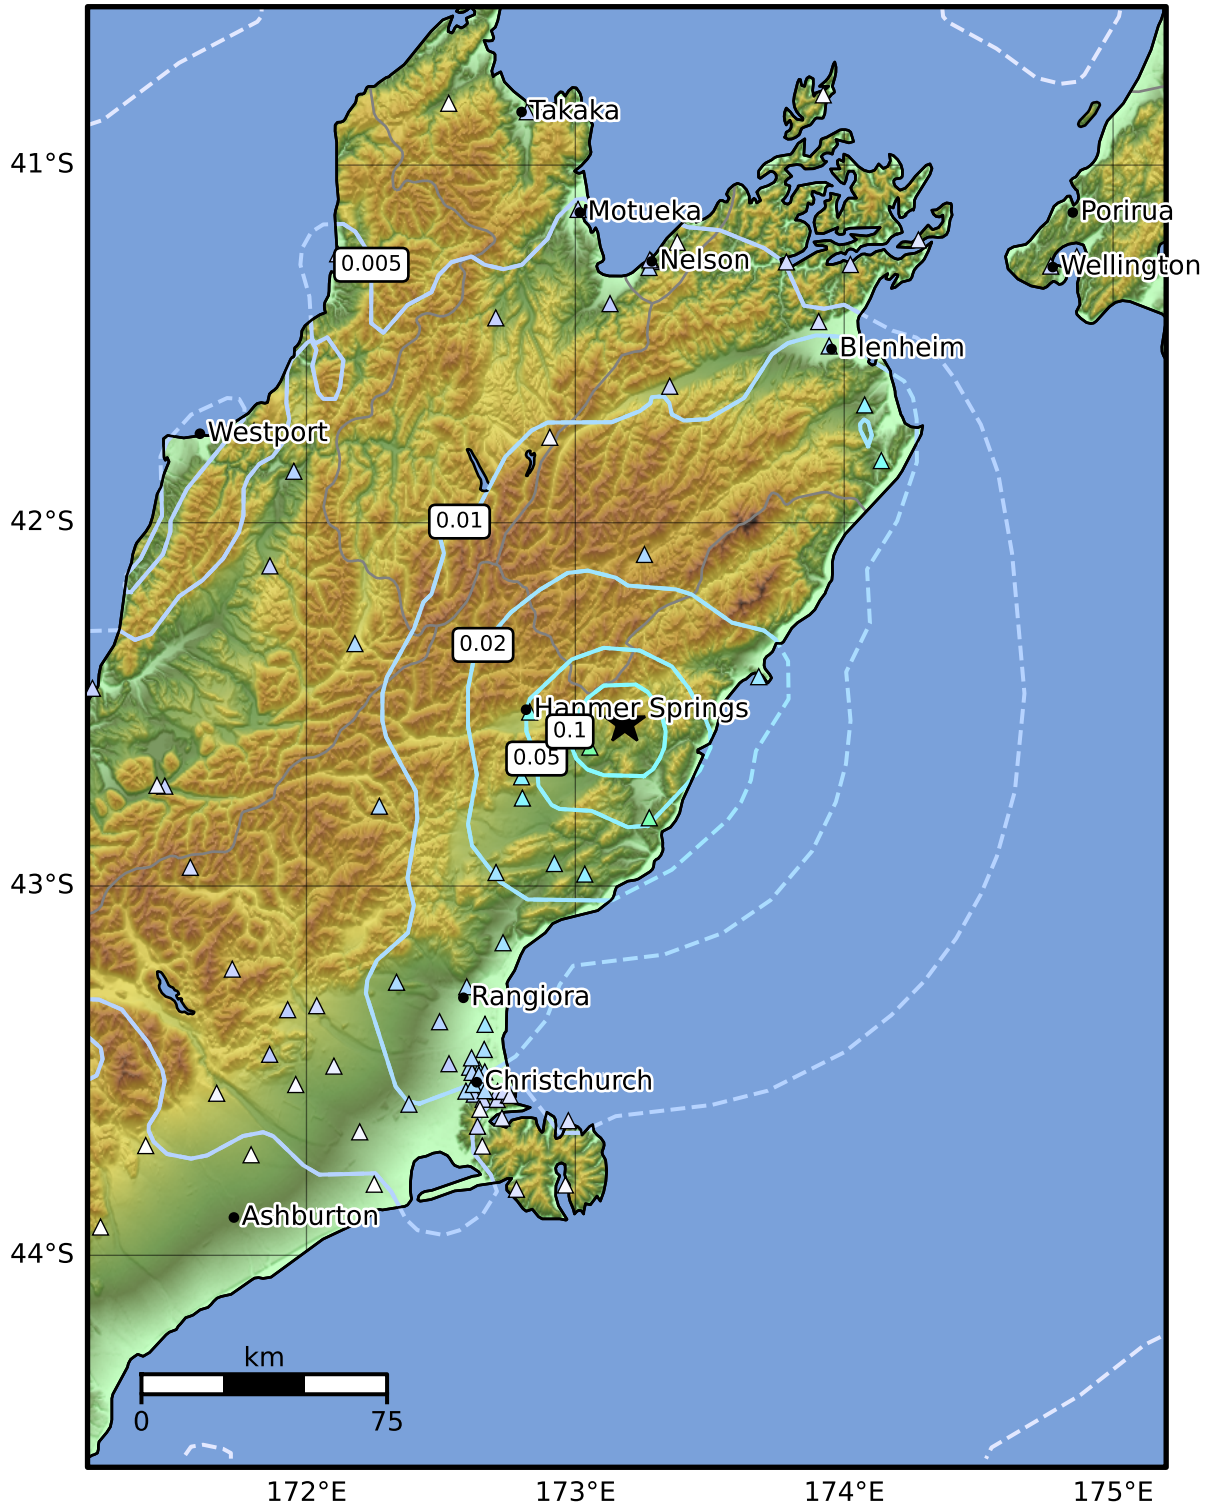 Takaka
41°S
Motueka
Porirua
0.005
Nelson
Wellington
Blenheim
Westport
42°S
0.01
0.02
Hanmer Springs
0.1
0.05
43°S
Rangiora
Christchurch
Ashburton
44°S
km
0
75
172°E
173°E
174°E
175°E